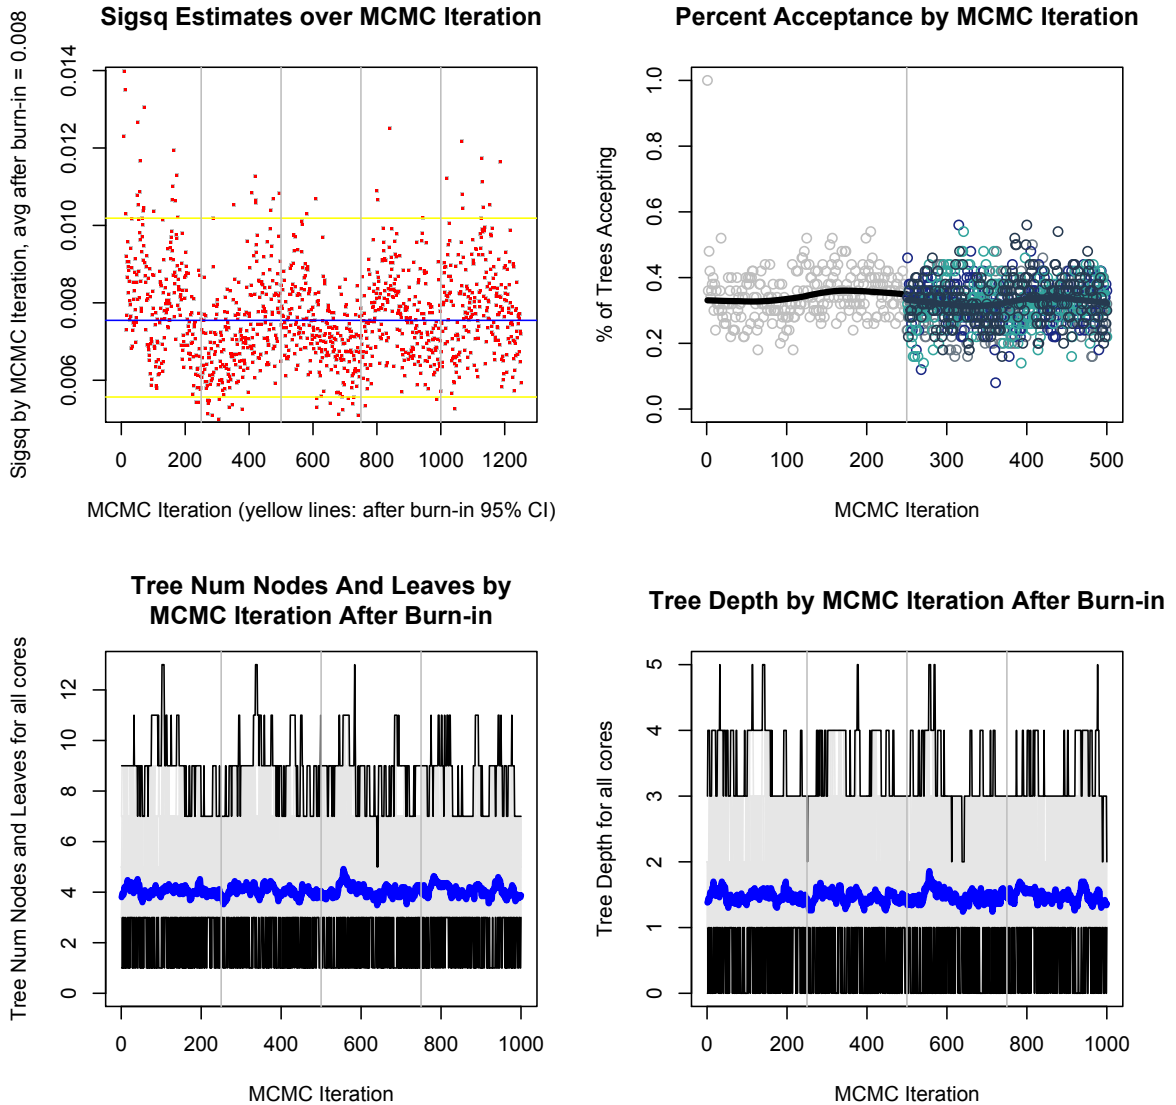 Sigsq Estimates over MCMC Iteration
Sigsq by MCMC Iteration, avg after burn-in = 0.008
0.014
0.012
0.010
0.008
0.006
0 200 400 600 800 1000 1200
MCMC Iteration (yellow lines: after burn-in 95% CI)
Percent Acceptance by MCMC Iteration
% of Trees Accepting
1.0
0.8
0.6
0.4
0.2
0.0
0 100 200 300 400 500
MCMC Iteration
Tree Num Nodes And Leaves by
MCMC Iteration After Burn-in
Tree Num Nodes and Leaves for all cores
12
10
8
6
4
2
0
0 200 400 600 800 1000
MCMC Iteration
Tree Depth by MCMC Iteration After Burn-in
Tree Depth for all cores
5
4
3
2
1
0
0 200 400 600 800 1000
MCMC Iteration